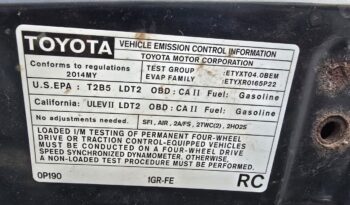 TOYOTA VEHICLE EMISSION CONTROL INFORMATION
TOYOTA MOTOR CORPORATION
Conforms to regulations TEST GROUP : ETYXT04.0BEM
2014MY EVAP FAMILY : ETYXR0165P22
U.S.EPA : T2B5 LDT2 OBD : CA II Fuel : Gasoline
California: ULEVII LDT2 OBD : CA II Fuel : Gasoline
No adjustments needed. SFI, AIR, 2A/FS, 2TWC(2), 2HO2S
LOADED I/M TESTING OF PERMANENT FOUR-WHEEL
DRIVE OR TRACTION CONTROL-EQUIPPED VEHICLES
MUST BE CONDUCTED ON A FOUR-WHEEL
SPEED-SYNCHRONIZED DYNAMOMETER. OTHERWISE, A
NON-LOADED TEST PROCEDURE MUST BE PERFORMED.
0P190 1GR-FE RC